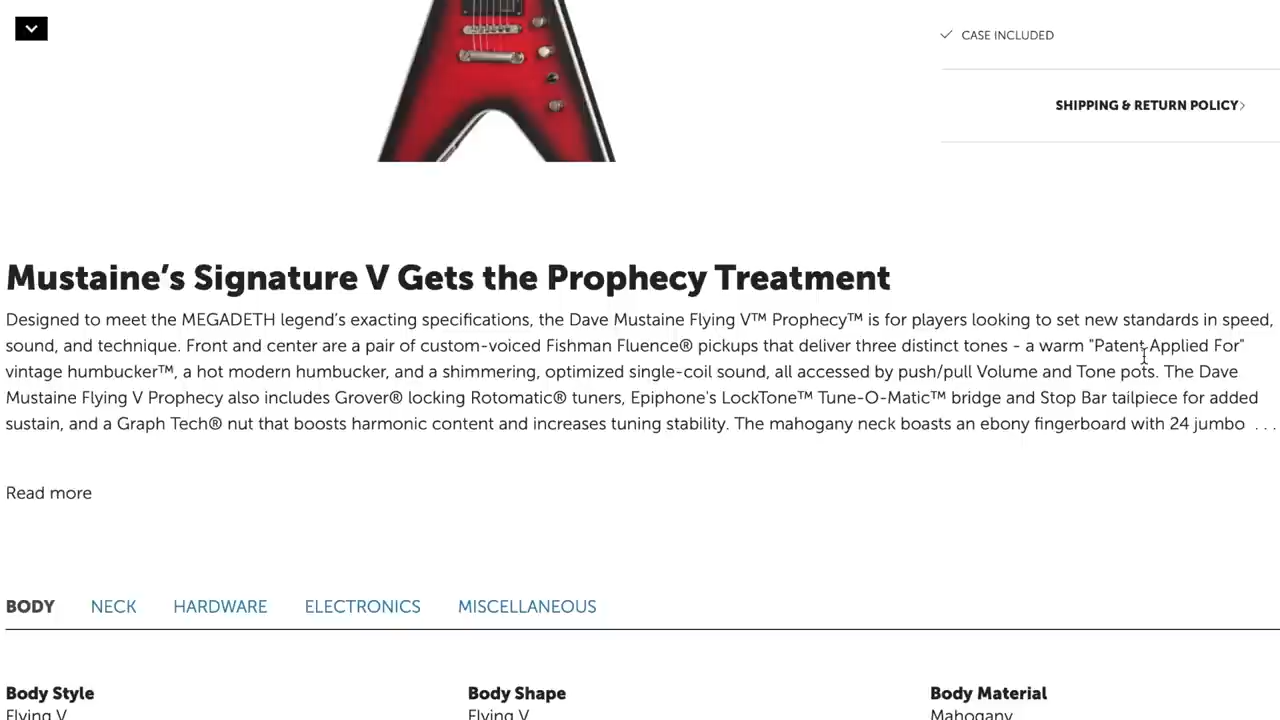 CASE INCLUDED
SHIPPING & RETURN POLICY
Mustaine’s Signature V Gets the Prophecy Treatment
Designed to meet the MEGADETH legend’s exacting specifications, the Dave Mustaine Flying V™ Prophecy™ is for players looking to set new standards in speed,
sound, and technique. Front and center are a pair of custom-voiced Fishman Fluence® pickups that deliver three distinct tones - a warm "Patent-Applied For"
vintage humbucker™, a hot modern humbucker, and a shimmering, optimized single-coil sound, all accessed by push/pull Volume and Tone pots. The Dave
Mustaine Flying V Prophecy also includes Grover® locking Rotomatic® tuners, Epiphone's LockTone™ Tune-O-Matic™ bridge and Stop Bar tailpiece for added
sustain, and a Graph Tech® nut that boosts harmonic content and increases tuning stability. The mahogany neck boasts an ebony fingerboard with 24 jumbo ...
Read more
BODY NECK HARDWARE ELECTRONICS MISCELLANEOUS
Body Style Body Shape Body Material
Flying V Flying V Mahogany